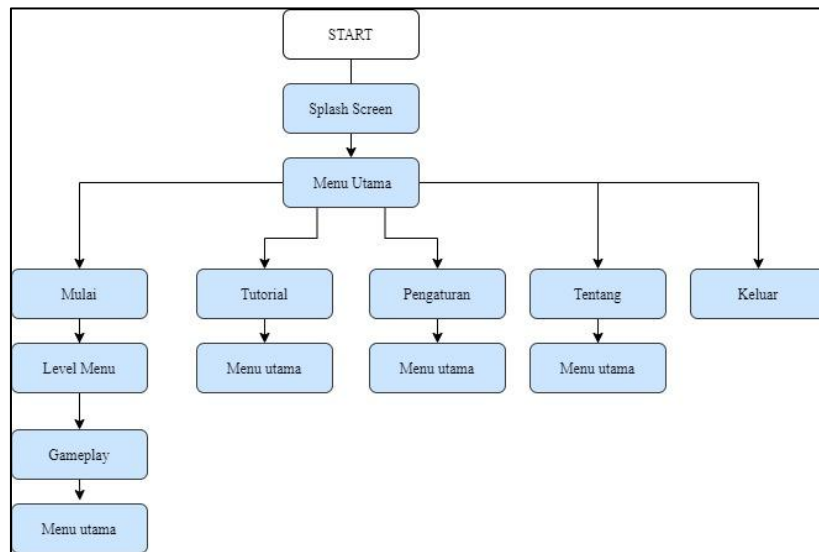 START
Splash Screen
Menu Utama
Mulai
Tutorial
Pengaturan
Tentang
Keluar
Level Menu
Menu utama
Menu utama
Menu utama
Gameplay
Menu utama